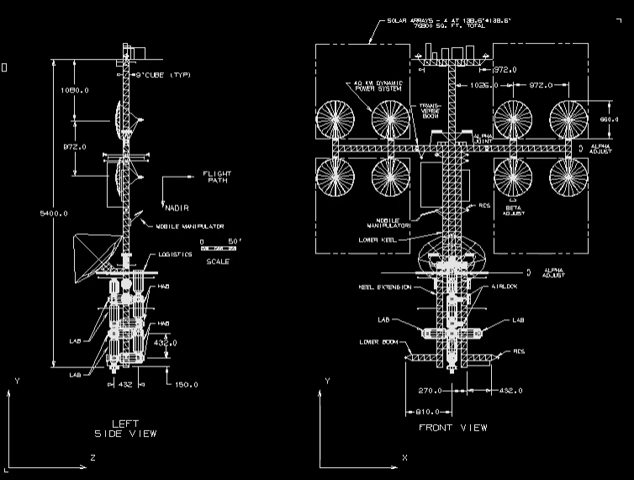 SOLAR ARRAYS - 4 AT 138.6'*138.6'
76800 SQ. FT. TOTAL
9'CUBE (TYP)
1080.0
972.0
5400.0
FLIGHT
PATH
NADIR
MOBILE MANIPULATOR
0 50'
SCALE
LOGISTICS
HAB
HAB
LAB
LAB
432.0
432
150.0
Y
Z
LEFT
SIDE VIEW
972.0
1026.0
972.0
40 KW DYNAMIC
POWER SYSTEM
TRANS-
VERSE
BOOM
ALPHA
JOINT
660.0
ALPHA
ADJUST
RCS
BETA
ADJUST
MOBILE
MANIPULATOR
LOWER KEEL
ALPHA
ADJUST
KEEL EXTENSION
AIRLOCK
LAB
LAB
LOWER BOOM
RCS
270.0
432.0
810.0
Y
X
FRONT VIEW